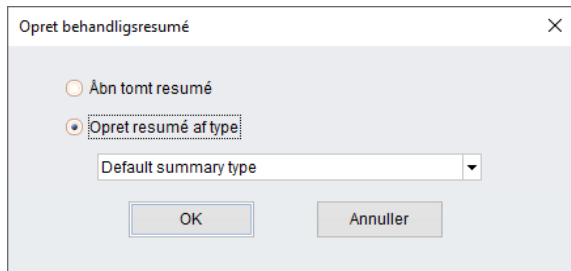 Opret behandligsresumé
Åbn tomt resumé
Opret resumé af type
Default summary type
OK
Annuller